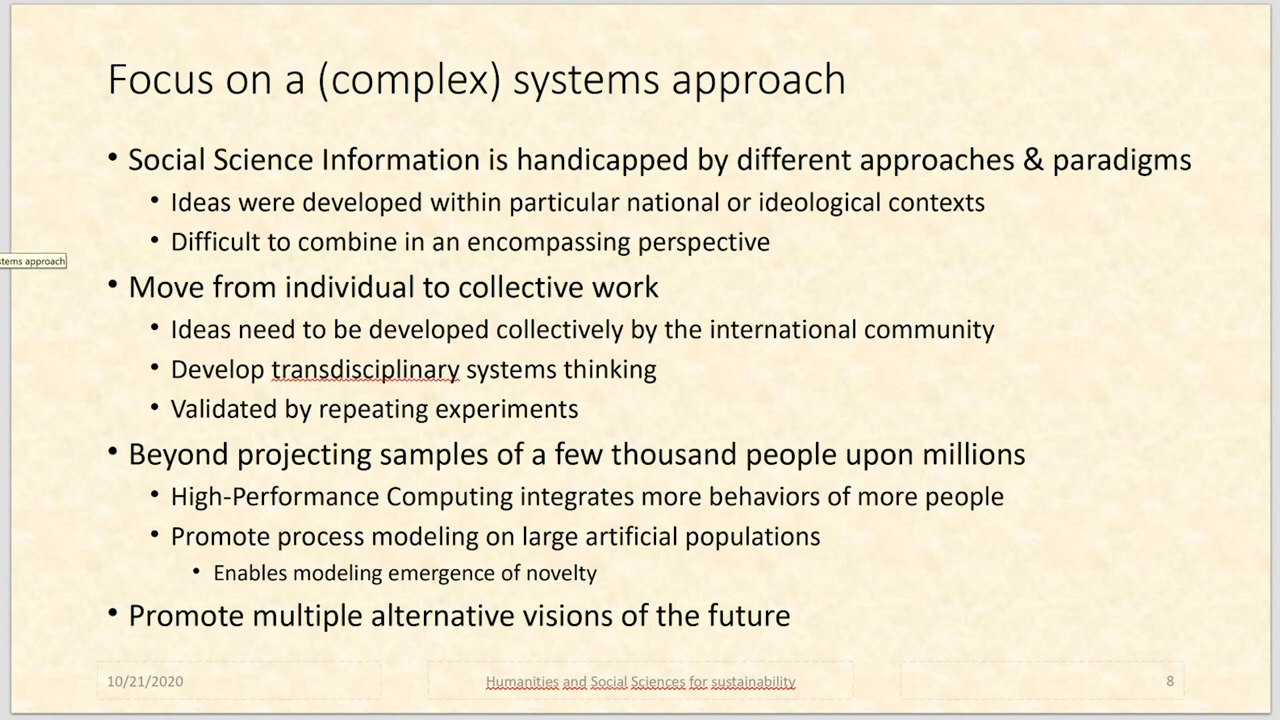 Focus on a (complex) systems approach
• Social Science Information is handicapped by different approaches & paradigms
• Ideas were developed within particular national or ideological contexts
• Difficult to combine in an encompassing perspective
stems approach
• Move from individual to collective work
• Ideas need to be developed collectively by the international community
• Develop transdisciplinary systems thinking
• Validated by repeating experiments
• Beyond projecting samples of a few thousand people upon millions
• High-Performance Computing integrates more behaviors of more people
• Promote process modeling on large artificial populations
• Enables modeling emergence of novelty
• Promote multiple alternative visions of the future
10/21/2020
Humanities and Social Sciences for sustainability
8